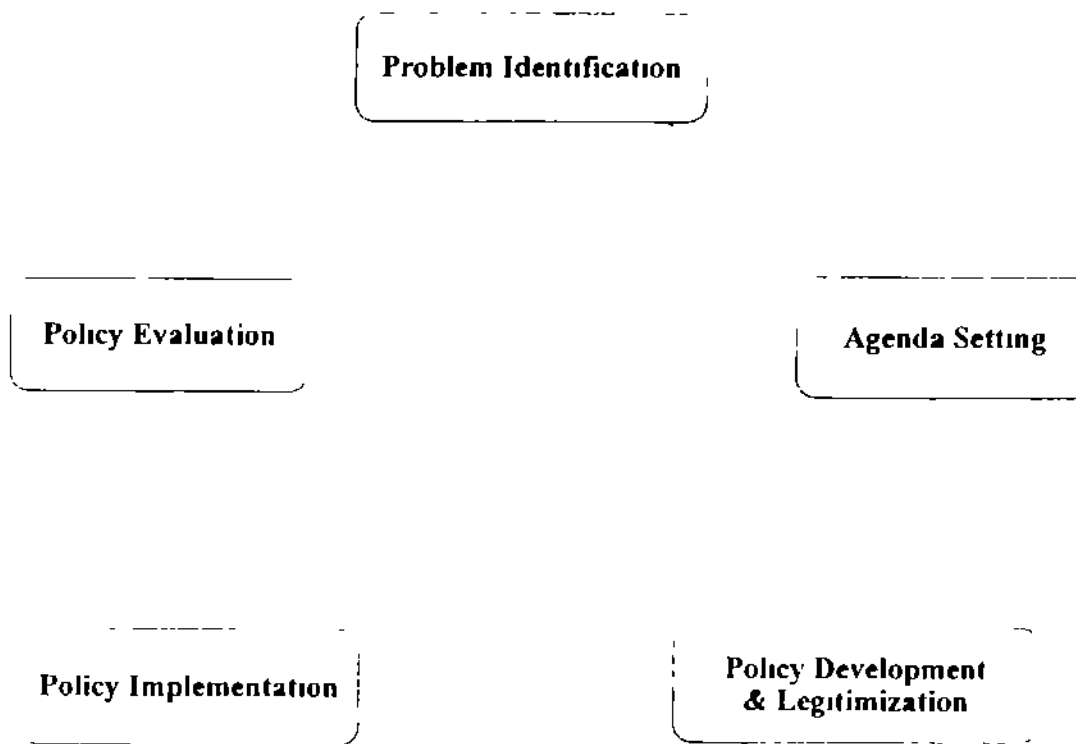 Problem Identification
Policy Evaluation
Agenda Setting
Policy Implementation
Policy Development
& Legitimization